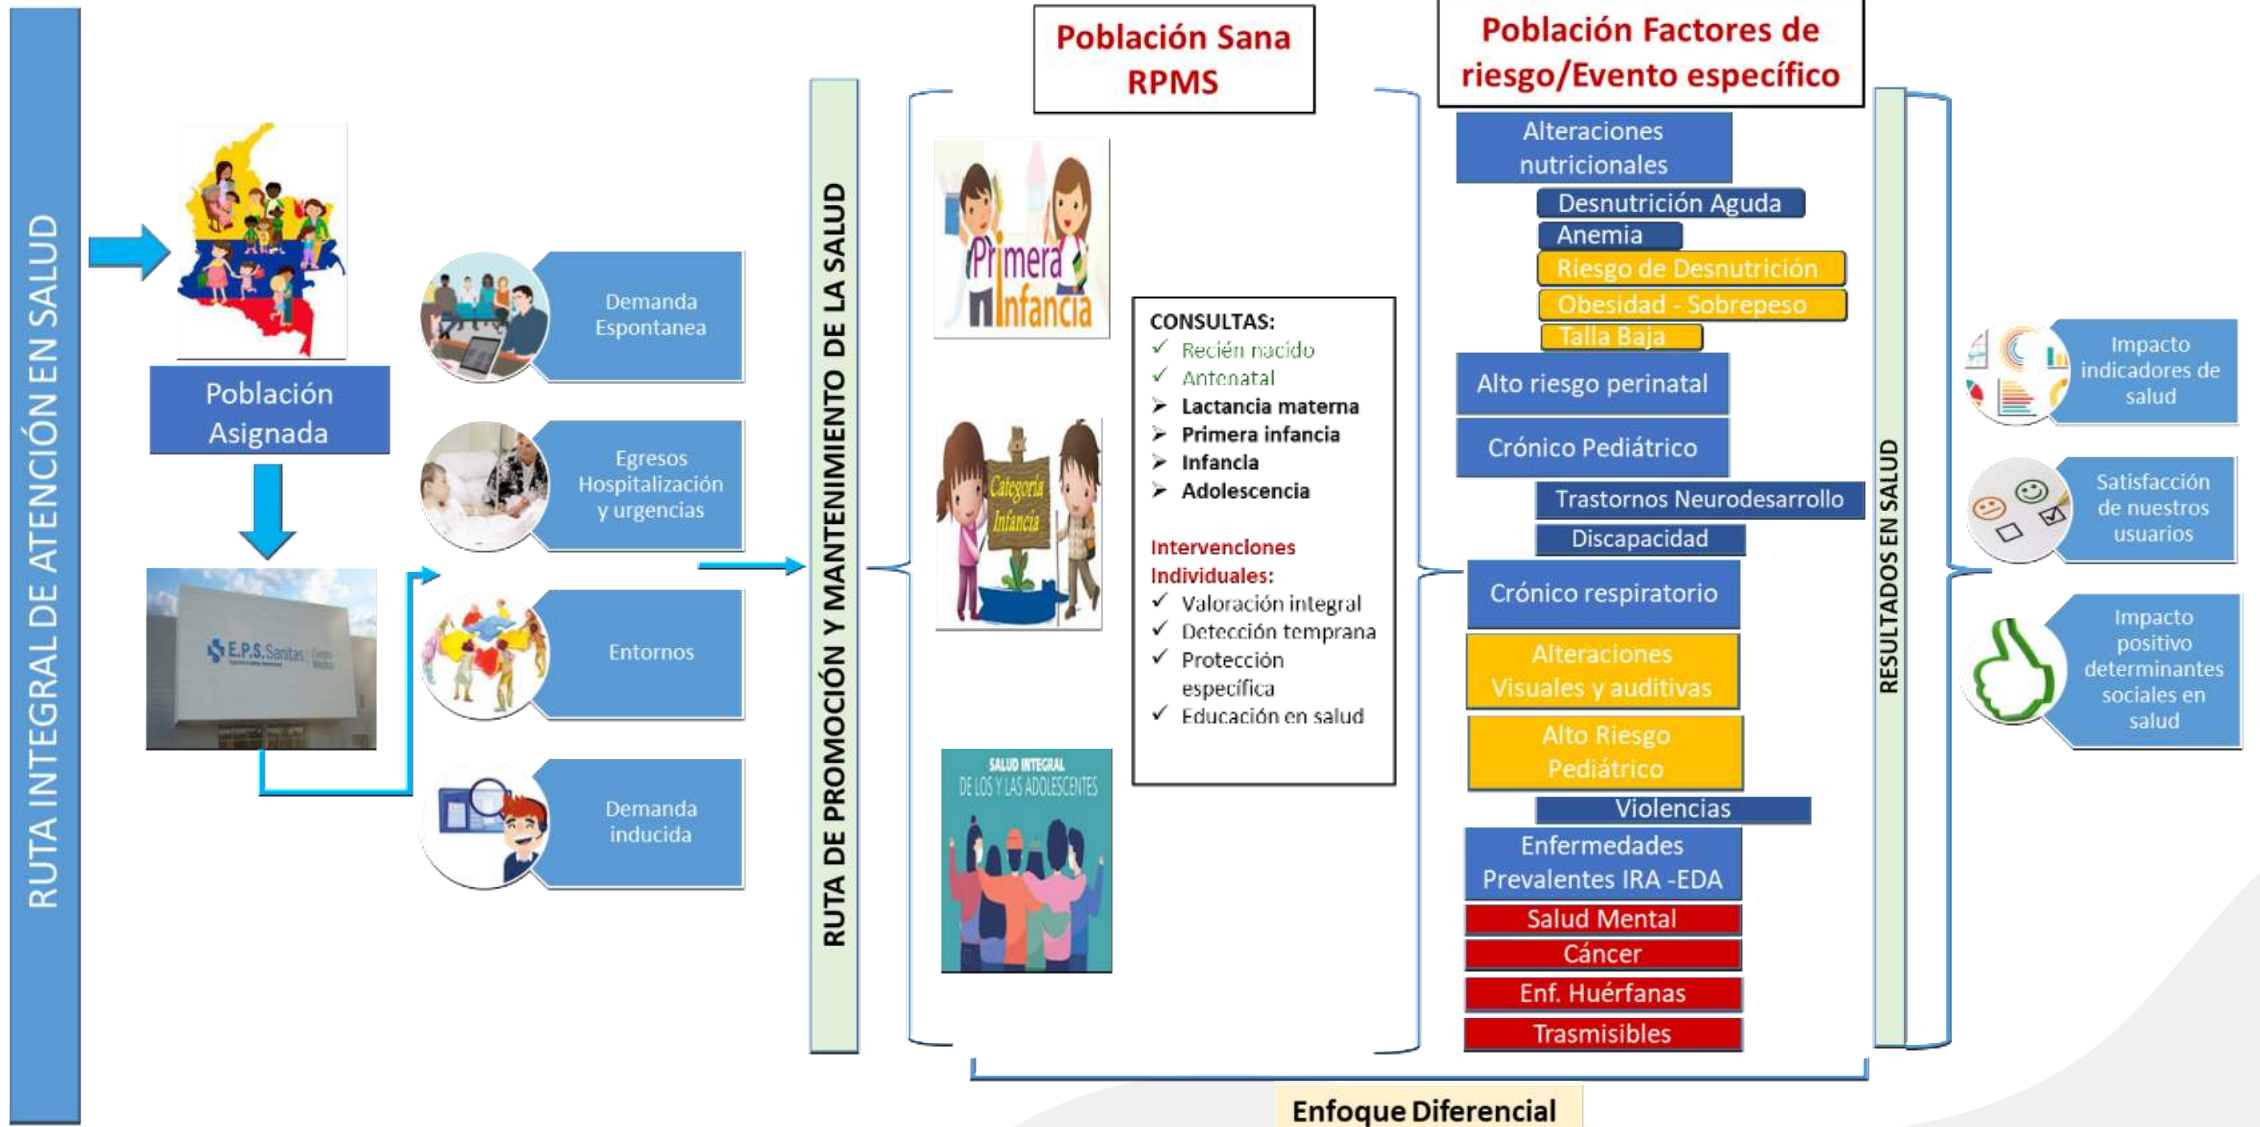 RUTA INTEGRAL DE ATENCIÓN EN SALUD
Población
Asignada
E.P.S. Sanitas
Demanda
Espontanea
Egresos
Hospitalización
y urgencias
Entornos
Demanda
inducida
RUTA DE PROMOCIÓN Y MANTENIMIENTO DE LA SALUD
Población Sana
RPMS
Primera
Infancia
Categoría
Infancia
SALUD INTEGRAL
DE LOS Y LAS ADOLESCENTES
CONSULTAS:
✓ Recién nacido
✓ Antenatal
➤ Lactancia materna
➤ Primera infancia
➤ Infancia
➤ Adolescencia
Intervenciones
Individuales:
✓ Valoración integral
✓ Detección temprana
✓ Protección
específica
✓ Educación en salud
Población Factores de
riesgo/Evento específico
Alteraciones
nutricionales
Desnutrición Aguda
Anemia
Riesgo de Desnutrición
Obesidad - Sobrepeso
Talla Baja
Alto riesgo perinatal
Crónico Pediátrico
Trastornos Neurodesarrollo
Discapacidad
Crónico respiratorio
Alteraciones
Visuales y auditivas
Alto Riesgo
Pediátrico
Violencias
Enfermedades
Prevalentes IRA -EDA
Salud Mental
Cáncer
Enf. Huérfanas
Trasmisibles
Enfoque Diferencial
RESULTADOS EN SALUD
Impacto
indicadores de
salud
Satisfacción
de nuestros
usuarios
Impacto
positivo
determinantes
sociales en
salud